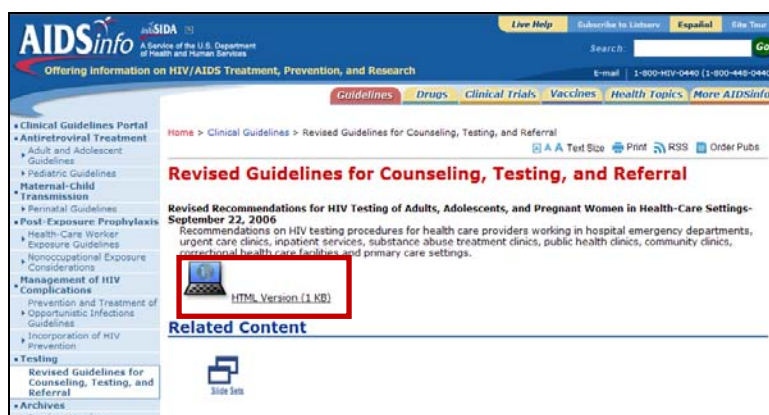 AIDSinfo
infoSIDA
A Service of the U.S. Department
of Health and Human Services
Live Help
Subscribe to Listserv
Español
Site Tour
Search:
Go
Offering information on HIV/AIDS Treatment, Prevention, and Research
E-mail | 1-800-HIV-0440 (1-800-448-0440
Guidelines
Drugs
Clinical Trials
Vaccines
Health Topics
More AIDSinfo
Clinical Guidelines Portal
Antiretroviral Treatment
Adult and Adolescent
Guidelines
Pediatric Guidelines
Maternal-Child
Transmission
Perinatal Guidelines
Post-Exposure Prophylaxis
Health-Care Worker
Exposure Guidelines
Nonoccupational Exposure
Considerations
Management of HIV
Complications
Prevention and Treatment of
Opportunistic Infections
Guidelines
Incorporation of HIV
Prevention
Testing
Revised Guidelines for
Counseling, Testing, and
Referral
Archives
Home > Clinical Guidelines > Revised Guidelines for Counseling, Testing, and Referral
A A Text Size Print RSS Order Pubs
Revised Guidelines for Counseling, Testing, and Referral
Revised Recommendations for HIV Testing of Adults, Adolescents, and Pregnant Women in Health-Care Settings-
September 22, 2006
Recommendations on HIV testing procedures for health care providers working in hospital emergency departments,
urgent care clinics, inpatient services, substance abuse treatment clinics, public health clinics, community clinics,
correctional health care facilities and primary care settings.
HTML Version (1 KB)
Related Content
Slide Sets